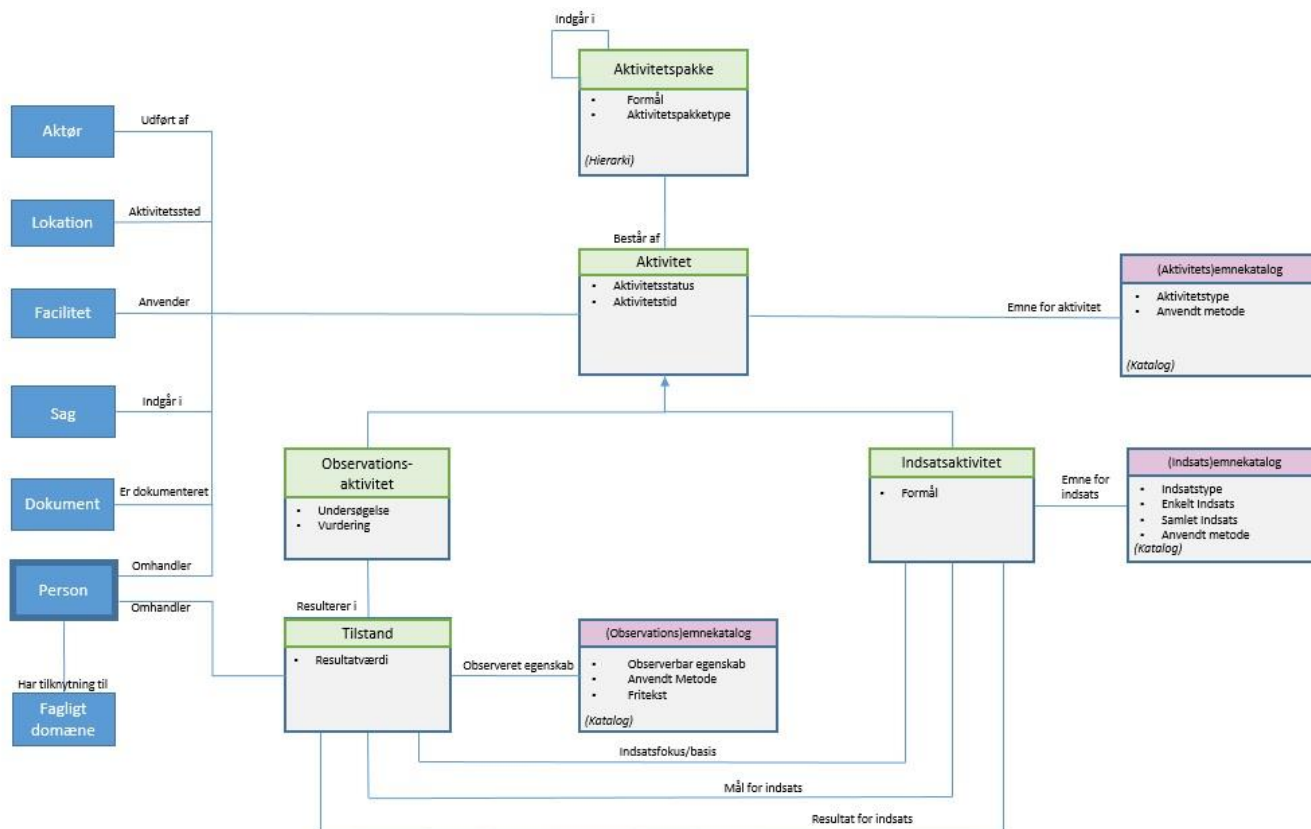 Indgår i
Aktivitetspakke
• Formål
• Aktivitetspakketype
(Hierarki)
Aktør
Udført af
Lokation
Aktivitetssted
Består af
Aktivitet
• Aktivitetsstatus
• Aktivitetstid
(Aktivitets)emnekatalog
• Aktivitetstype
• Anvendt metode
(Katalog)
Facilitet
Anvender
Emne for aktivitet
Sag
Indgår i
Observations-
aktivitet
• Undersøgelse
• Vurdering
Indsatsaktivitet
• Formål
Emne for
indsats
(Indsats)emnekatalog
• Indsatstype
• Enkelt Indsats
• Samlet Indsats
• Anvendt metode
(Katalog)
Dokument
Er dokumenteret
Person
Omhandler
Omhandler
Resulterer i
Tilstand
• Resultatværdi
Observeret egenskab
(Observations)emnekatalog
• Observerbar egenskab
• Anvendt Metode
• Fritekst
(Katalog)
Har tilknytning til
Fagligt
domæne
Indsatsfokus/basis
Mål for indsats
Resultat for indsats